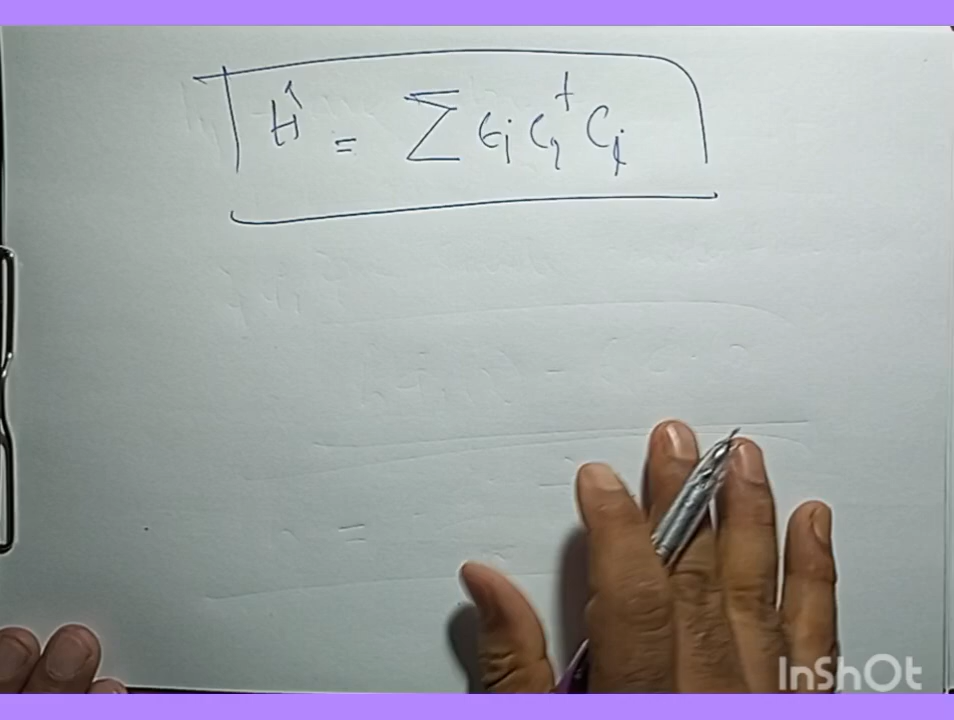 Ĥ = Σ ϵᵢ Cᵢ† Cᵢ
InShOt